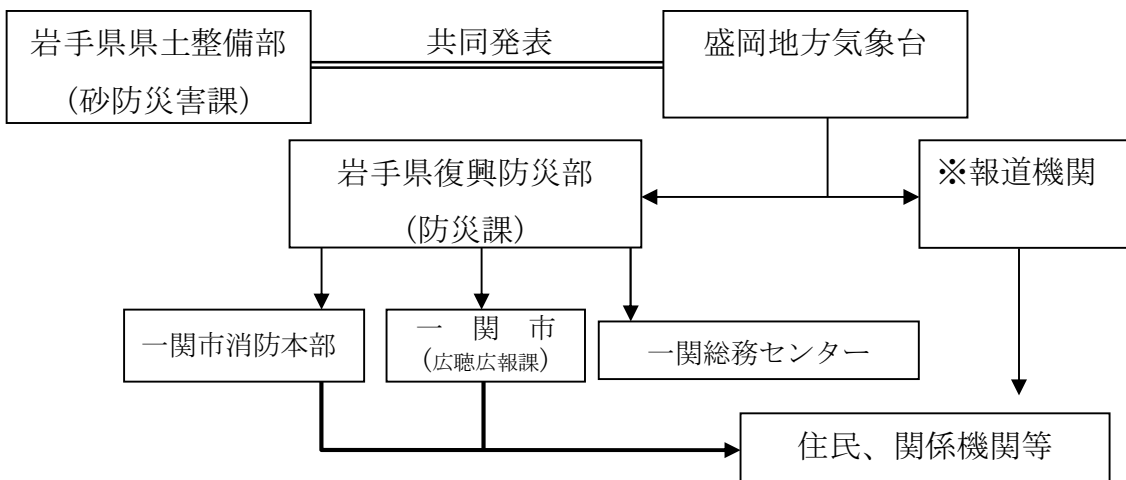 岩手県県土整備部
(砂防災害課)
共同発表
盛岡地方気象台
岩手県復興防災部
(防災課)
※報道機関
一関市消防本部
一 関 市
(広聴広報課)
一関総務センター
住民、関係機関等